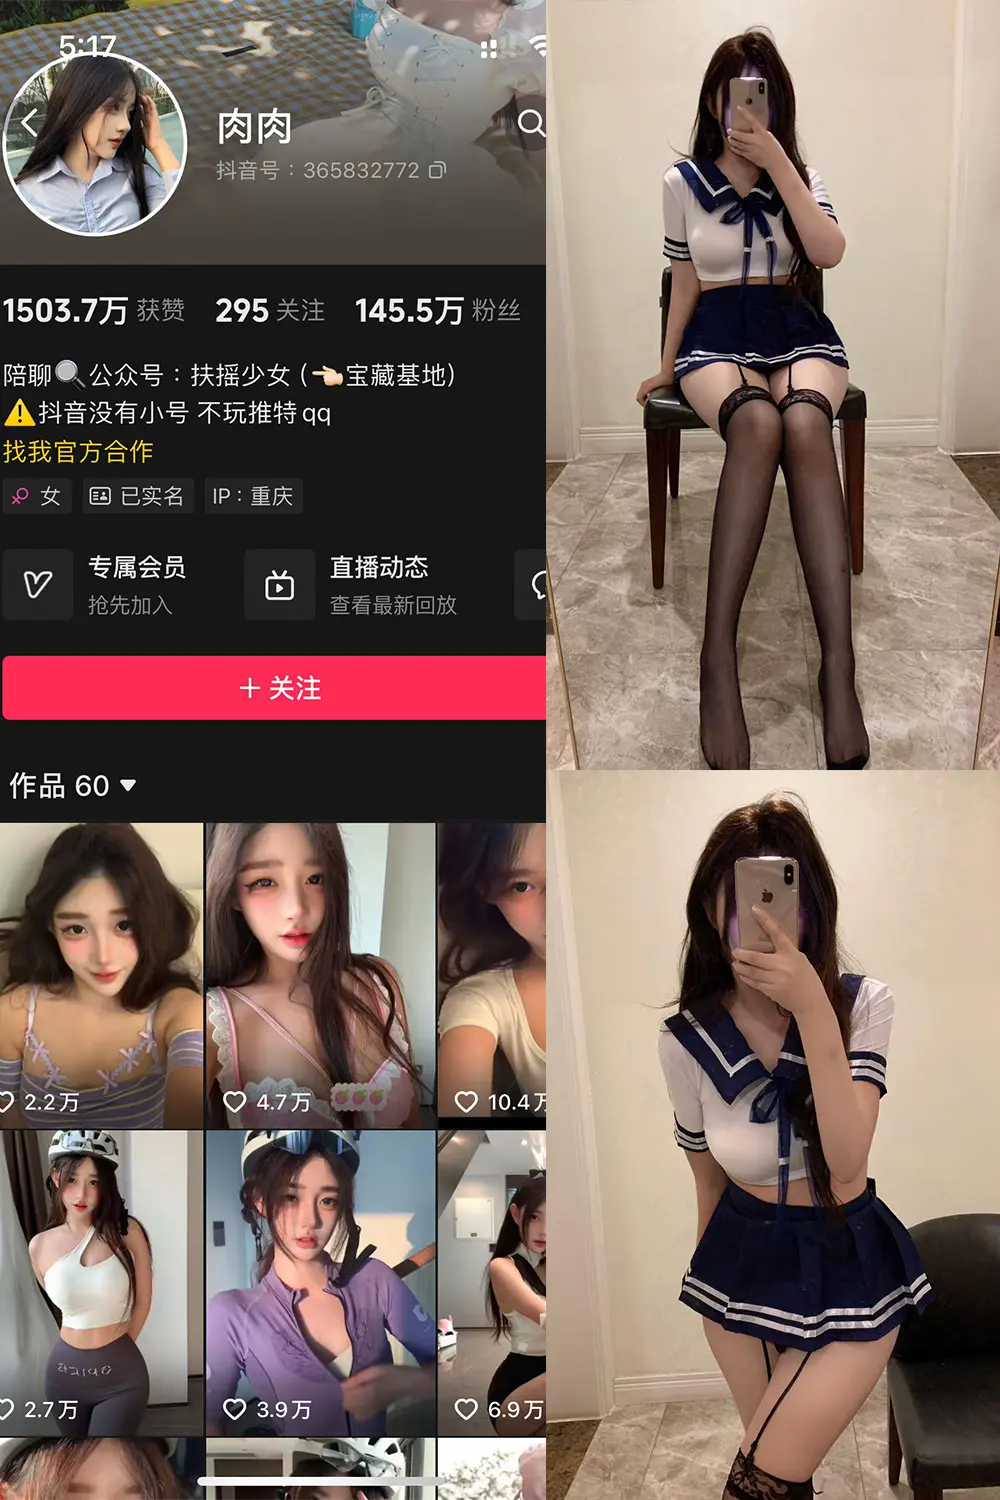 5:17
肉肉
抖音号：365832772
1503.7万 获赞 295 关注 145.5万 粉丝
陪聊🔍公众号：扶摇少女 (👈🏻宝藏基地)
⚠️抖音没有小号 不玩推特qq
找我官方合作
女 已实名 IP：重庆
专属会员 直播动态
抢先加入 查看最新回放
+ 关注
作品 60
2.2万 4.7万 10.4万
2.7万 3.9万 6.9万